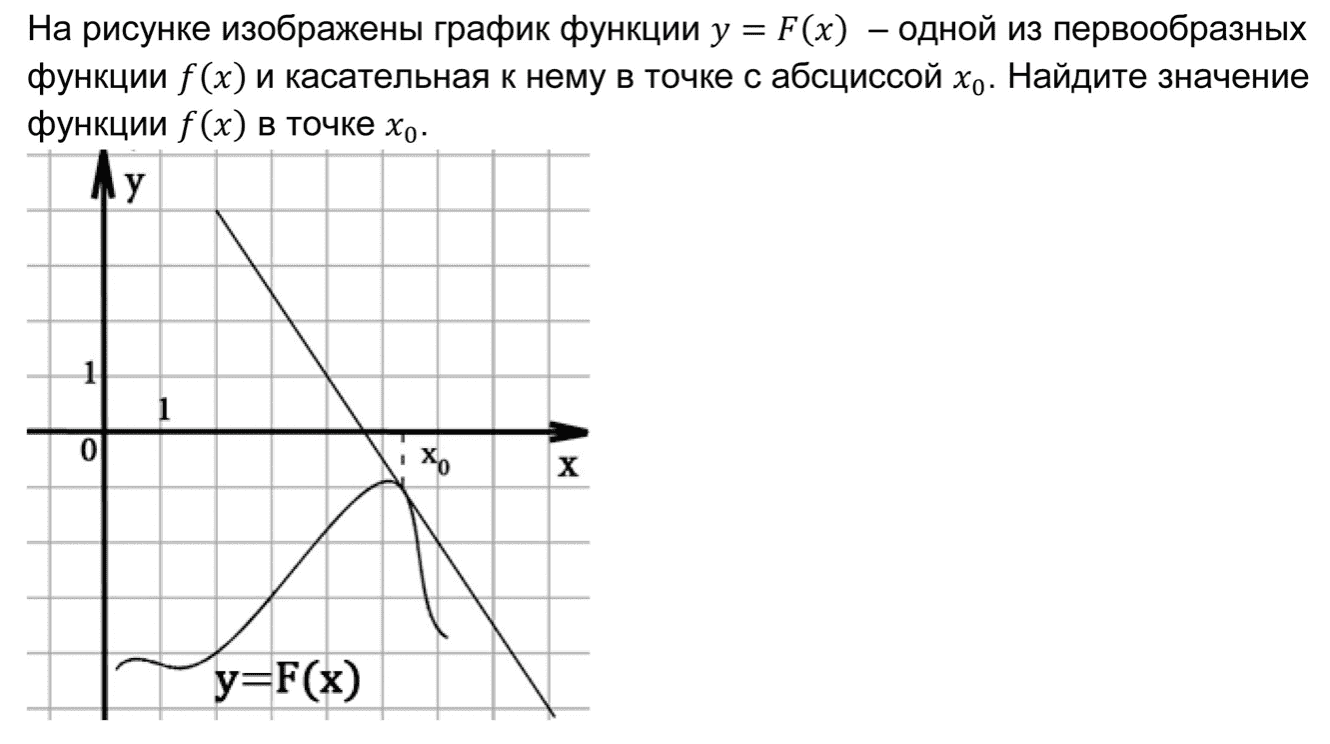 На рисунке изображены график функции y = F(x) – одной из первообразных
функции f(x) и касательная к нему в точке с абсциссой x₀. Найдите значение
функции f(x) в точке x₀.
y
1
1
0
x₀
x
y=F(x)